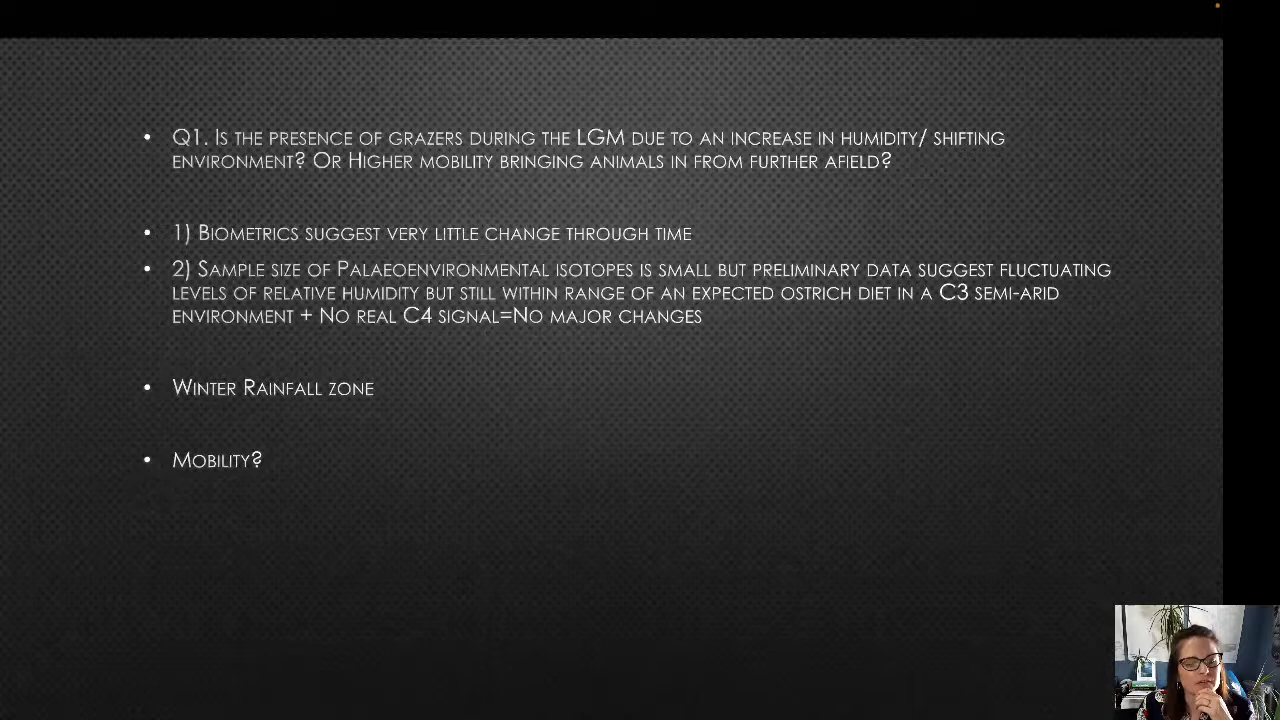 • Q1. Is the presence of grazers during the LGM due to an increase in humidity/ shifting
environment? Or Higher mobility bringing animals in from further afield?
• 1) Biometrics suggest very little change through time
• 2) Sample size of Palaeoenvironmental isotopes is small but preliminary data suggest fluctuating
levels of relative humidity but still within range of an expected ostrich diet in a C3 semi-arid
environment + No real C4 signal=No major changes
• Winter Rainfall zone
• Mobility?